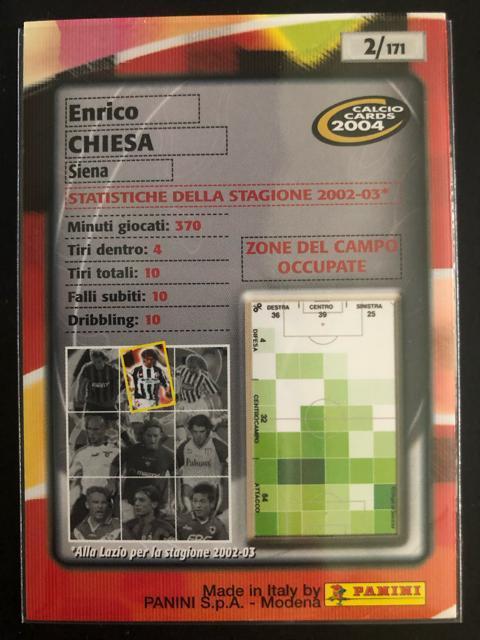 2/171
Enrico
CHIESA
Siena
CALCIO
CARDS
2004
STATISTICHE DELLA STAGIONE 2002-03*
Minuti giocati: 370
Tiri dentro: 4
Tiri totali: 10
Falli subiti: 10
Dribbling: 10
ZONE DEL CAMPO
OCCUPATE
% DESTRA CENTRO SINISTRA
36 39 25
DIFESA
4
CENTROCAMPO
32
ATTACCO
64
*Alla Lazio per la stagione 2002-03
Made in Italy by
PANINI S.p.A. - Modena
PANINI